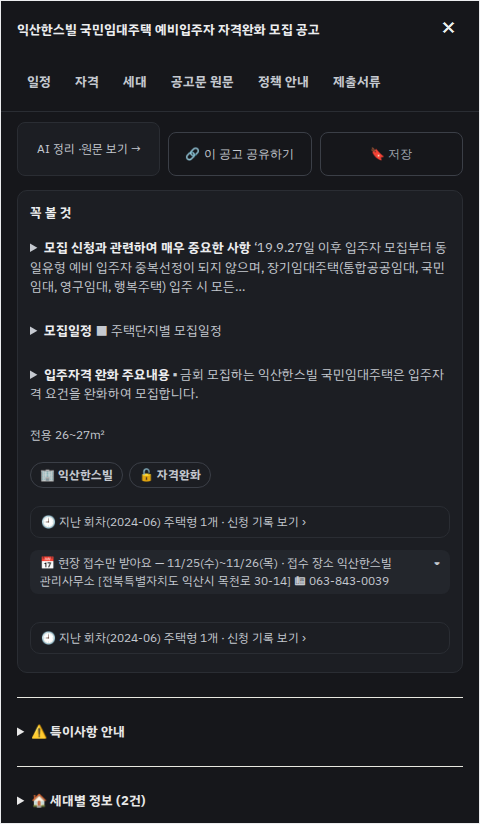 익산한스빌 국민임대주택 예비입주자 자격완화 모집 공고 ✕
일정 자격 세대 공고문 원문 정책 안내 제출서류
AI 정리 ·원문 보기 → 🔗 이 공고 공유하기 🔖 저장
꼭 볼 것
▶ 모집 신청과 관련하여 매우 중요한 사항 ‘19.9.27일 이후 입주자 모집부터 동
일유형 예비 입주자 중복선정이 되지 않으며, 장기임대주택(통합공공임대, 국민
임대, 영구임대, 행복주택) 입주 시 모든...
▶ 모집일정 ■ 주택단지별 모집일정
▶ 입주자격 완화 주요내용 ▪ 금회 모집하는 익산한스빌 국민임대주택은 입주자
격 요건을 완화하여 모집합니다.
전용 26~27m²
🏢 익산한스빌 🔓 자격완화
🕘 지난 회차(2024-06) 주택형 1개 · 신청 기록 보기 ›
📅 현장 접수만 받아요 — 11/25(수)~11/26(목) · 접수 장소 익산한스빌
관리사무소 [전북특별자치도 익산시 목천로 30-14] 📠 063-843-0039
🕘 지난 회차(2024-06) 주택형 1개 · 신청 기록 보기 ›
▶ ⚠️ 특이사항 안내
▶ 🏠 세대별 정보 (2건)